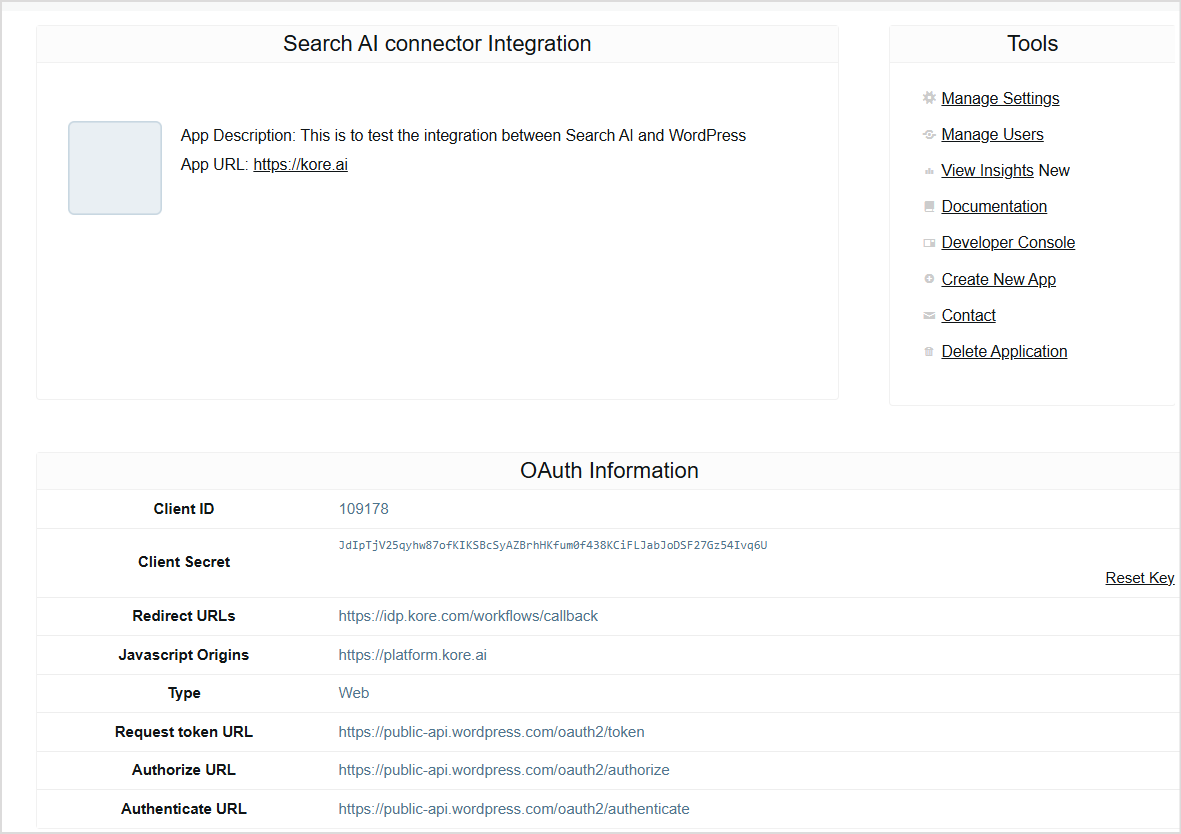 Search AI connector Integration
App Description: This is to test the integration between Search AI and WordPress
App URL: https://kore.ai
Tools
Manage Settings
Manage Users
View Insights New
Documentation
Developer Console
Create New App
Contact
Delete Application
OAuth Information
Client ID 109178
Client Secret JdIpTjV25qyhw87ofKIKSBcSyAZBrhHKfum0f438KCiFLJabJoDSF27Gz54Ivq6U
Reset Key
Redirect URLs https://idp.kore.com/workflows/callback
Javascript Origins https://platform.kore.ai
Type Web
Request token URL https://public-api.wordpress.com/oauth2/token
Authorize URL https://public-api.wordpress.com/oauth2/authorize
Authenticate URL https://public-api.wordpress.com/oauth2/authenticate